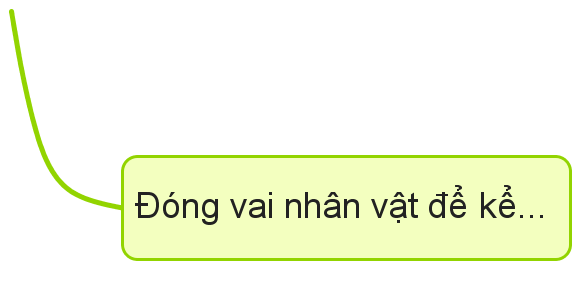 Đóng vai nhân vật để kể...